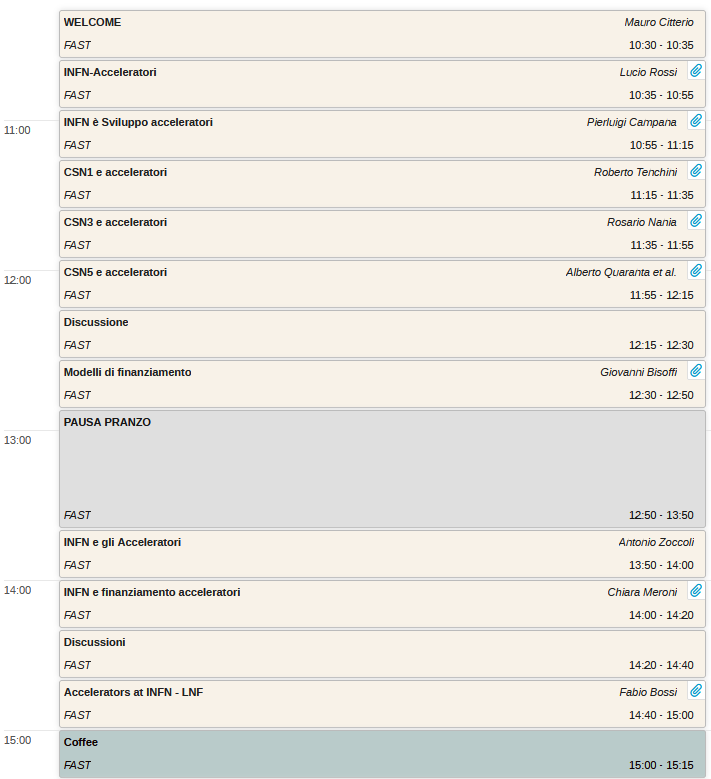 WELCOME Mauro Citterio
FAST 10:30 - 10:35
INFN-Acceleratori Lucio Rossi
FAST 10:35 - 10:55
11:00
INFN è Sviluppo acceleratori Pierluigi Campana
FAST 10:55 - 11:15
CSN1 e acceleratori Roberto Tenchini
FAST 11:15 - 11:35
CSN3 e acceleratori Rosario Nania
FAST 11:35 - 11:55
12:00
CSN5 e acceleratori Alberto Quaranta et al.
FAST 11:55 - 12:15
Discussione
FAST 12:15 - 12:30
Modelli di finanziamento Giovanni Bisoffi
FAST 12:30 - 12:50
PAUSA PRANZO
13:00
FAST 12:50 - 13:50
INFN e gli Acceleratori Antonio Zoccoli
FAST 13:50 - 14:00
14:00
INFN e finanziamento acceleratori Chiara Meroni
FAST 14:00 - 14:20
Discussioni
FAST 14:20 - 14:40
Accelerators at INFN - LNF Fabio Bossi
FAST 14:40 - 15:00
15:00
Coffee
FAST 15:00 - 15:15